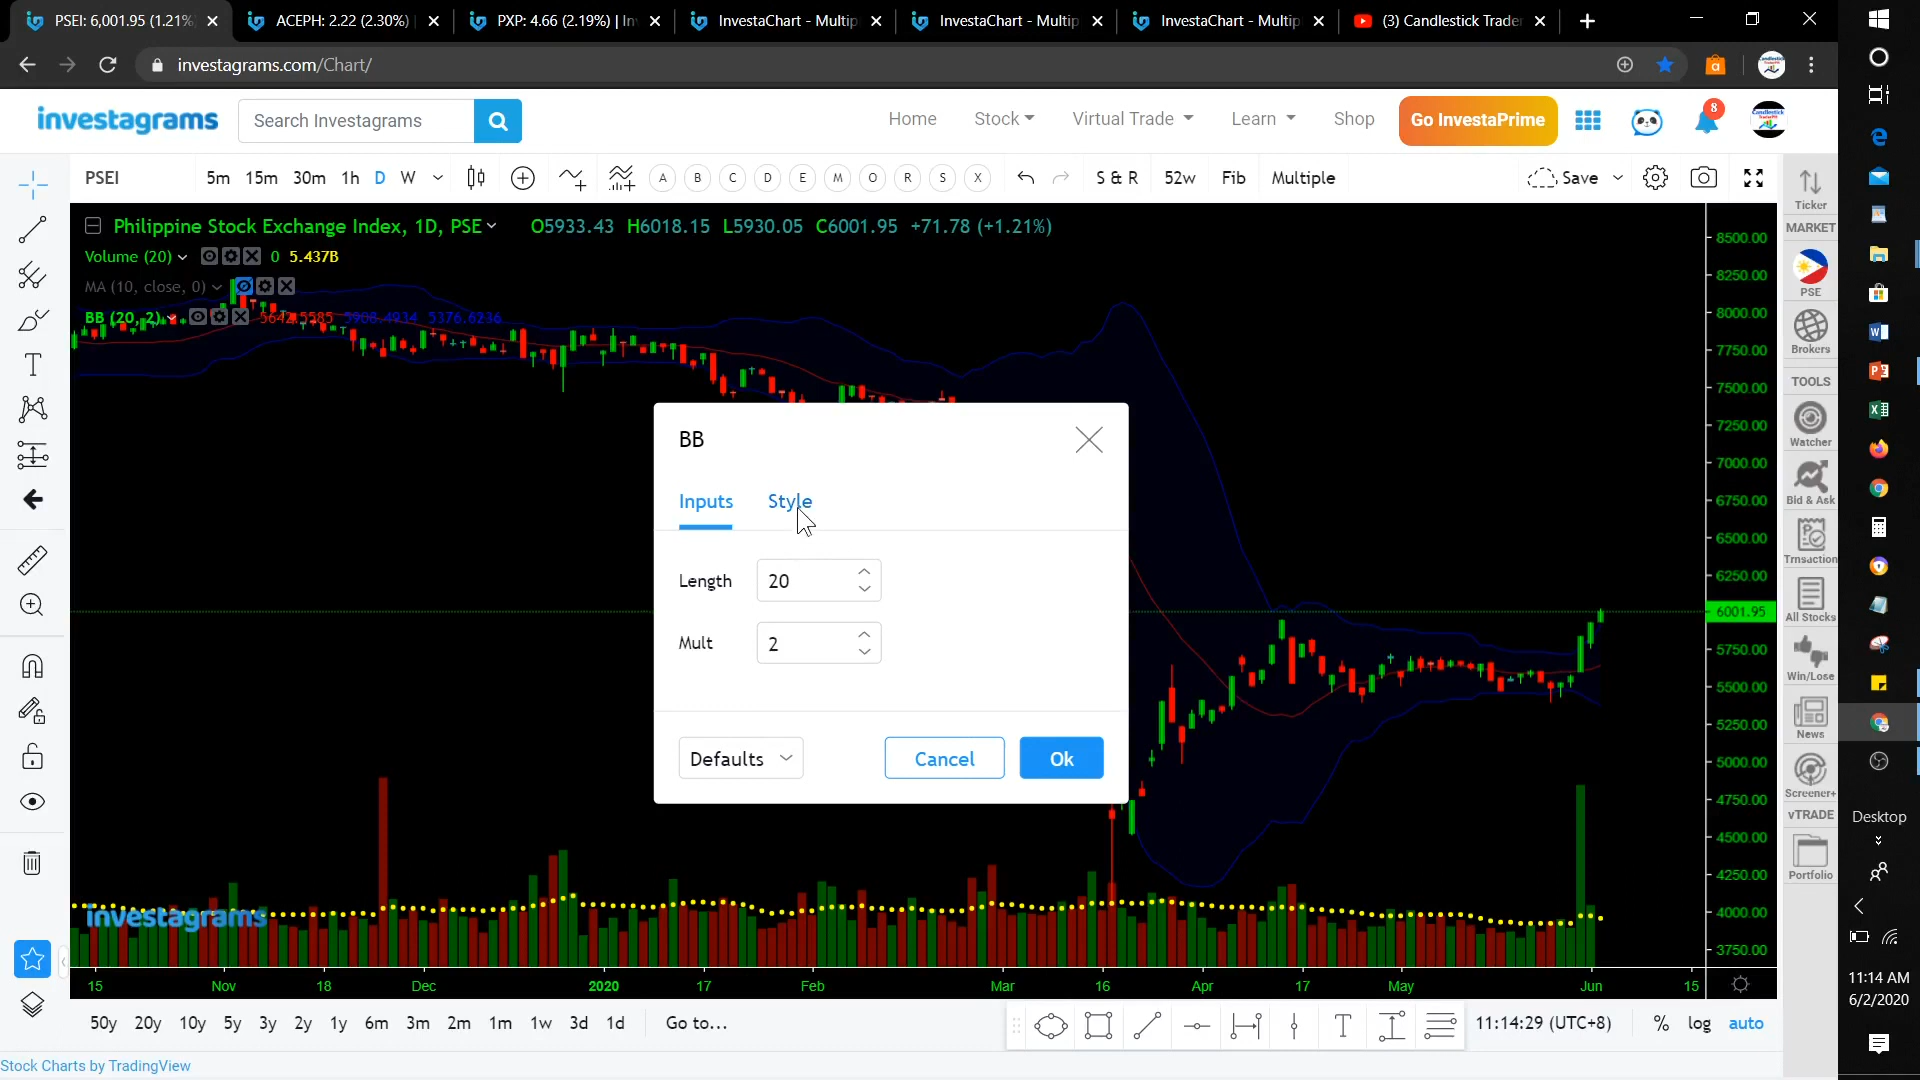 PSEI: 6,001.95 (1.21%
ACEPH: 2.22 (2.30%)
PXP: 4.66 (2.19%) | In
InvestaChart - Multip
InvestaChart - Multip
InvestaChart - Multip
(3) Candlestick Trader
investagrams.com/Chart/
investagrams
Search Investagrams
Home
Stock
Virtual Trade
Learn
Shop
Go InvestaPrime
8
PSEI
5m 15m 30m 1h D W
A B C D E M O R S X
S & R
52w
Fib
Multiple
Save
Philippine Stock Exchange Index, 1D, PSE
O5933.43 H6018.15 L5930.05 C6001.95 +71.78 (+1.21%)
Volume (20)
0 5.437B
MA (10, close, 0)
BB (20, 2)
5642.5585 5908.4934 5376.6236
BB
Inputs
Style
Length
20
Mult
2
Defaults
Cancel
Ok
8500.00
8250.00
8000.00
7750.00
7500.00
7250.00
7000.00
6750.00
6500.00
6250.00
6001.95
5750.00
5500.00
5250.00
5000.00
4750.00
4500.00
4250.00
4000.00
3750.00
investagrams
15 Nov 18 Dec 2020 17 Feb Mar 16 Apr 17 May Jun 15
50y 20y 10y 5y 3y 2y 1y 6m 3m 2m 1m 1w 3d 1d
Go to...
11:14:29 (UTC+8)
% log auto
Stock Charts by TradingView
Ticker
MARKET
PSE
Brokers
TOOLS
Watcher
Bid & Ask
Trnsaction
All Stocks
Win/Lose
News
Screener+
vTRADE
Portfolio
Desktop
11:14 AM
6/2/2020